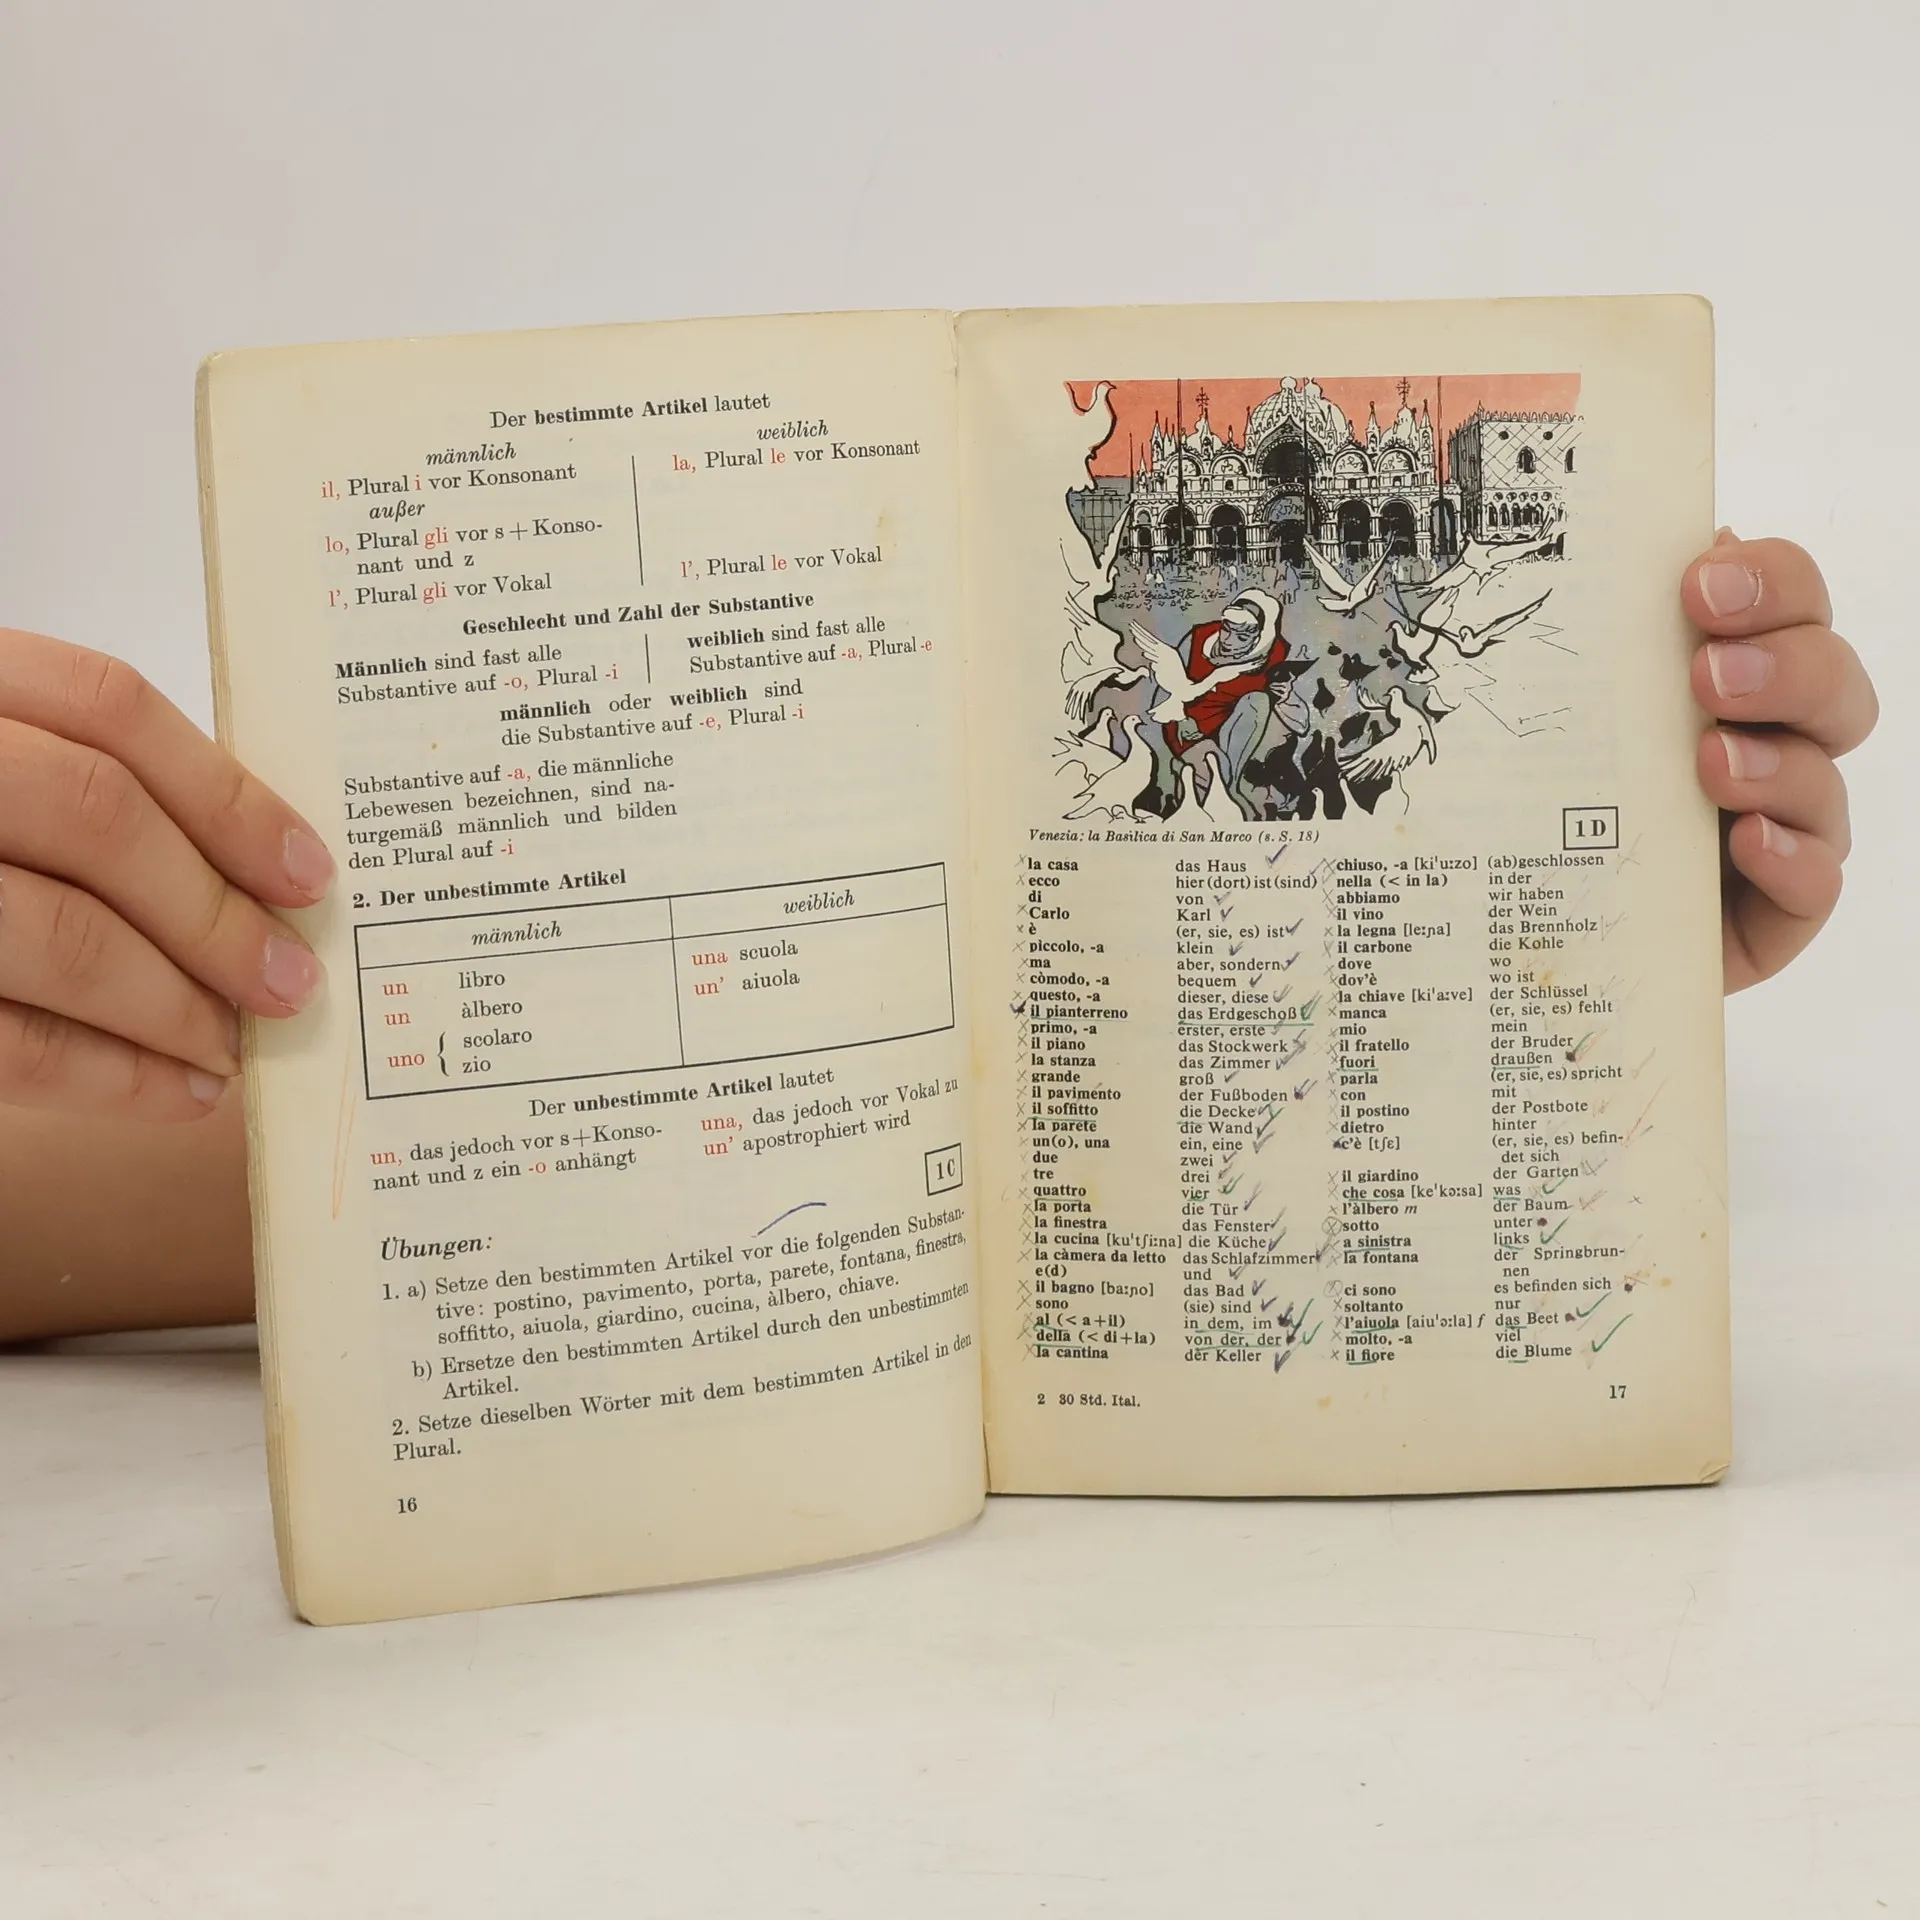 Der bestimmte Artikel lautet
männlich
il, Plural i vor Konsonant
außer
lo, Plural gli vor s + Konso-
nant und z
l', Plural gli vor Vokal
weiblich
la, Plural le vor Konsonant
l', Plural le vor Vokal
Geschlecht und Zahl der Substantive
Männlich sind fast alle
Substantive auf -o, Plural -i
weiblich sind fast alle
Substantive auf -a, Plural -e
männlich oder weiblich sind
die Substantive auf -e, Plural -i
Substantive auf -a, die männliche
Lebewesen bezeichnen, sind na-
turgemäß männlich und bilden
den Plural auf -i
2. Der unbestimmte Artikel
männlich weiblich
un libro
un àlbero
uno { scolaro
zio
una scuola
un' aiuola
Der unbestimmte Artikel lautet
un, das jedoch vor s+Konso-
nant und z ein -o anhängt
una, das jedoch vor Vokal zu
un' apostrophiert wird
1C
Übungen:
1. a) Setze den bestimmten Artikel vor die folgenden Substan-
tive: postino, pavimento, porta, parete, fontana, finestra,
soffitto, aiuola, giardino, cucina, àlbero, chiave.
b) Ersetze den bestimmten Artikel durch den unbestimmten
Artikel.
2. Setze dieselben Wörter mit dem bestimmten Artikel in den
Plural.
16
Venezia: la Basìlica di San Marco (s. S. 18)
1D
la casa das Haus
ecco hier (dort) ist (sind)
di von
Carlo Karl
è (er, sie, es) ist
pìccolo, -a klein
ma aber, sondern
còmodo, -a bequem
questo, -a dieser, diese
il pianterreno das Erdgeschoß
primo, -a erster, erste
il piano das Stockwerk
la stanza das Zimmer
grande groß
il pavimento der Fußboden
il soffitto die Decke
la parete die Wand
un(o), una ein, eine
due zwei
tre drei
quattro vier
la porta die Tür
la finestra das Fenster
la cucina [ku'tʃi:na] die Küche
la càmera da letto das Schlafzimmer
e(d) und
il bagno [ba:ɲo] das Bad
sono (sie) sind
al (< a+il) in dem, im
della (< di+la) von der, der
la cantina der Keller
chiuso, -a [ki'u:zo] (ab)geschlossen
nella (< in la) in der
abbiamo wir haben
il vino der Wein
la legna [le:ɲa] das Brennholz
il carbone die Kohle
dove wo
dov'è wo ist
la chiave [ki'a:ve] der Schlüssel
manca (er, sie, es) fehlt
mio mein
il fratello der Bruder
fuori draußen
parla (er, sie, es) spricht
con mit
il postino der Postbote
dietro hinter
c'è [tʃɛ] (er, sie, es) befin-
det sich
il giardino der Garten
che cosa [ke'kɔ:sa] was
l'àlbero m der Baum
sotto unter
a sinistra links
la fontana der Springbrun-
nen
ci sono es befinden sich
soltanto nur
l'aiuola [aiu'ɔ:la] f das Beet
molto, -a viel
il fiore die Blume
2 30 Std. Ital.
17